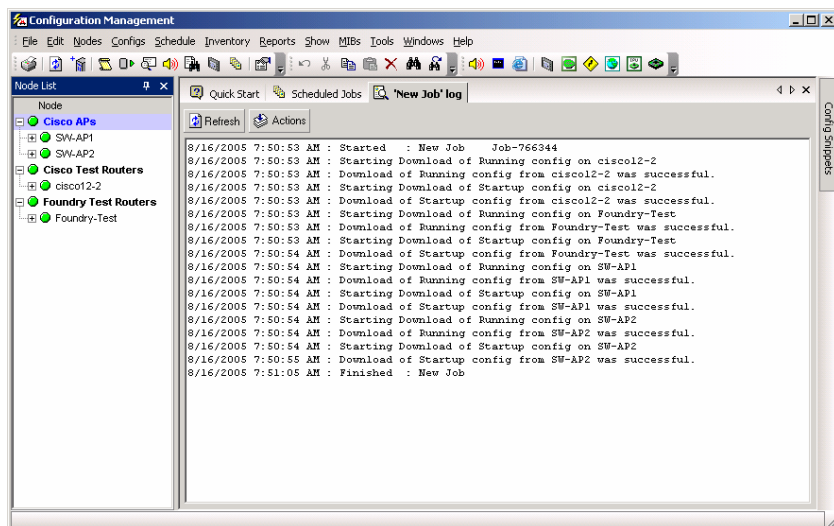 Configuration Management
File Edit Nodes Configs Schedule Inventory Reports Show MIBs Tools Windows Help
Node List
Quick Start Scheduled Jobs 'New Job' log
Node
Cisco APs
SW-AP1
SW-AP2
Cisco Test Routers
cisco12-2
Foundry Test Routers
Foundry-Test
Refresh Actions
8/16/2005 7:50:53 AM : Started : New Job Job-766344
8/16/2005 7:50:53 AM : Starting Download of Running config on cisco12-2
8/16/2005 7:50:53 AM : Download of Running config from cisco12-2 was successful.
8/16/2005 7:50:53 AM : Starting Download of Startup config on cisco12-2
8/16/2005 7:50:53 AM : Download of Startup config from cisco12-2 was successful.
8/16/2005 7:50:53 AM : Starting Download of Running config on Foundry-Test
8/16/2005 7:50:53 AM : Download of Running config from Foundry-Test was successful.
8/16/2005 7:50:53 AM : Starting Download of Startup config on Foundry-Test
8/16/2005 7:50:54 AM : Download of Startup config from Foundry-Test was successful.
8/16/2005 7:50:54 AM : Starting Download of Running config on SW-AP1
8/16/2005 7:50:54 AM : Download of Running config from SW-AP1 was successful.
8/16/2005 7:50:54 AM : Starting Download of Startup config on SW-AP1
8/16/2005 7:50:54 AM : Download of Startup config from SW-AP1 was successful.
8/16/2005 7:50:54 AM : Starting Download of Running config on SW-AP2
8/16/2005 7:50:54 AM : Download of Running config from SW-AP2 was successful.
8/16/2005 7:50:54 AM : Starting Download of Startup config on SW-AP2
8/16/2005 7:50:55 AM : Download of Startup config from SW-AP2 was successful.
8/16/2005 7:51:05 AM : Finished : New Job
Config Snippets